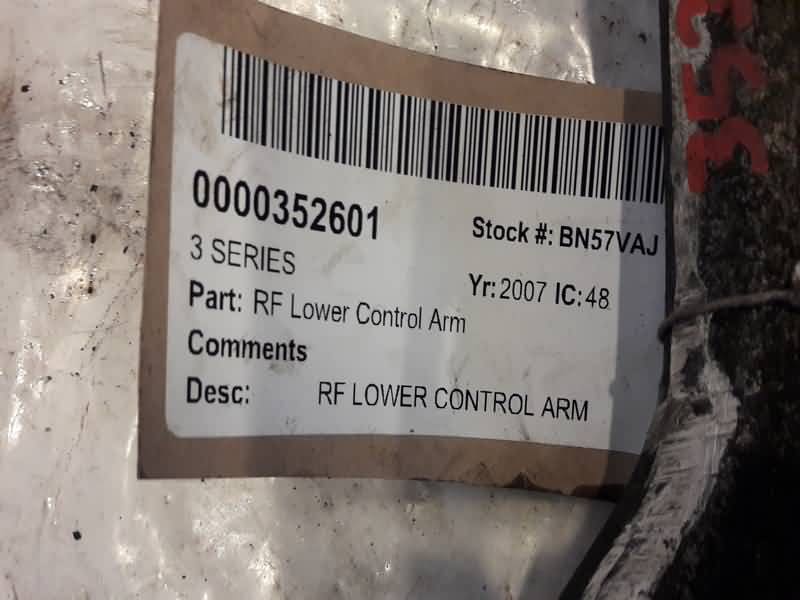 0000352601
Stock #: BN57VAJ
3 SERIES
Yr: 2007 IC: 48
Part: RF Lower Control Arm
Comments
Desc: RF LOWER CONTROL ARM
353